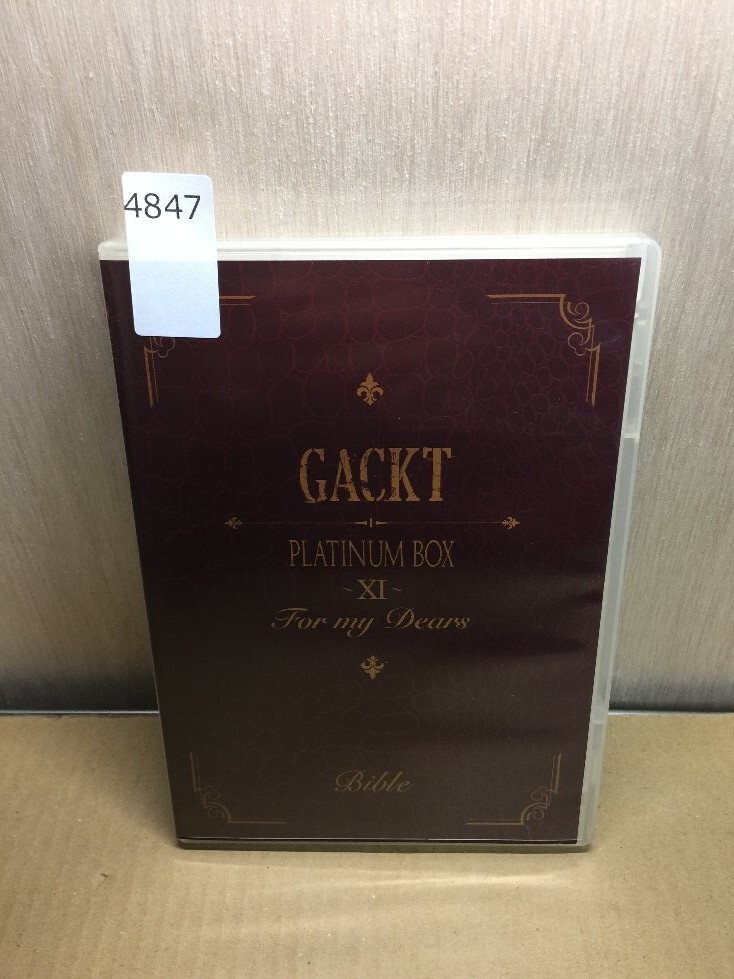 4847
GACKT
PLATINUM BOX
~XI~
For my Dears
Bible